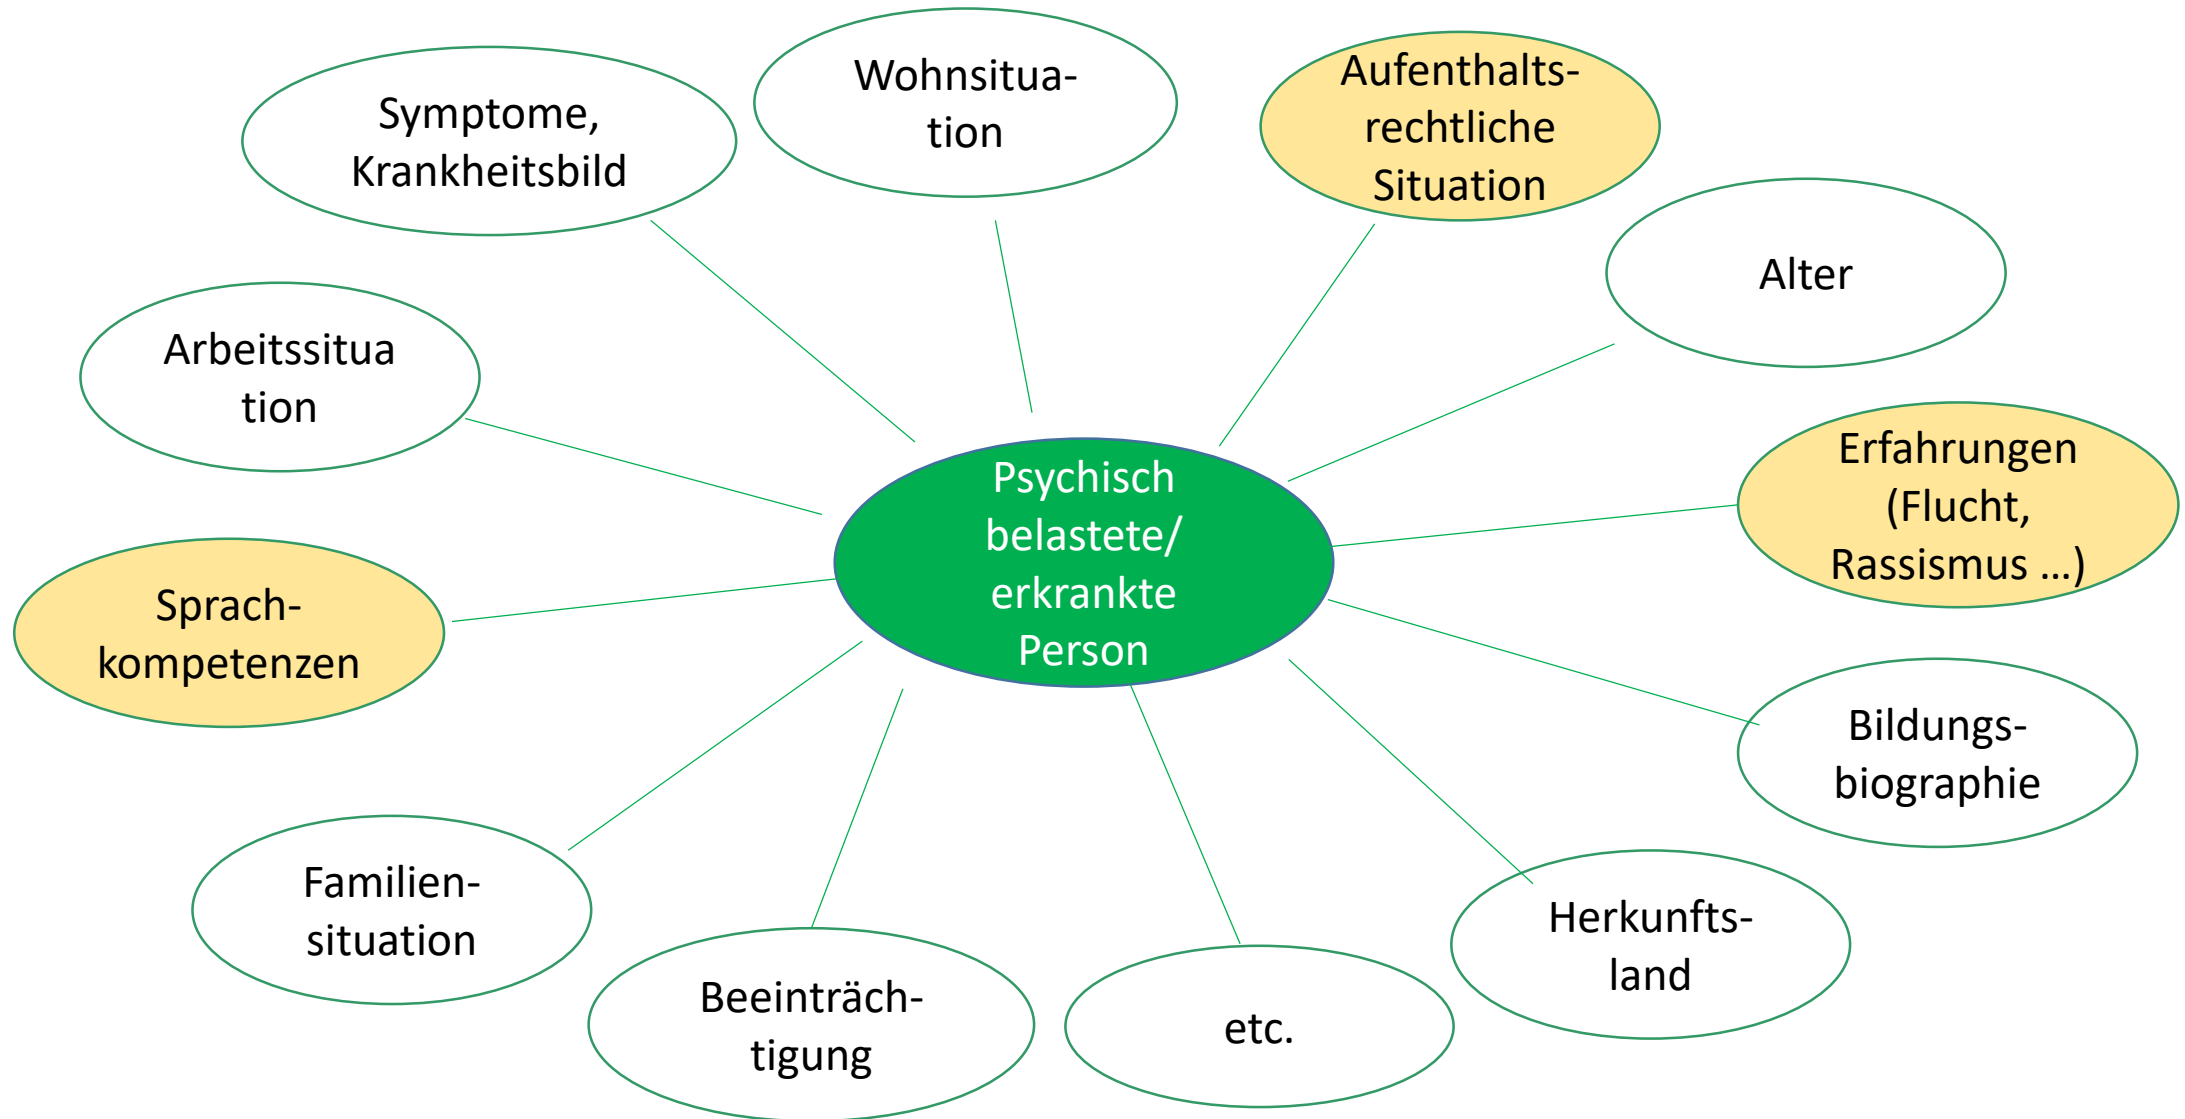 Wohnsitua-
tion
Aufenthalts-
rechtliche
Situation
Symptome,
Krankheitsbild
Alter
Arbeitssitua
tion
Erfahrungen
(Flucht,
Rassismus …)
Psychisch
belastete/
erkrankte
Person
Sprach-
kompetenzen
Bildungs-
biographie
Familien-
situation
Herkunfts-
land
Beeinträch-
tigung
etc.